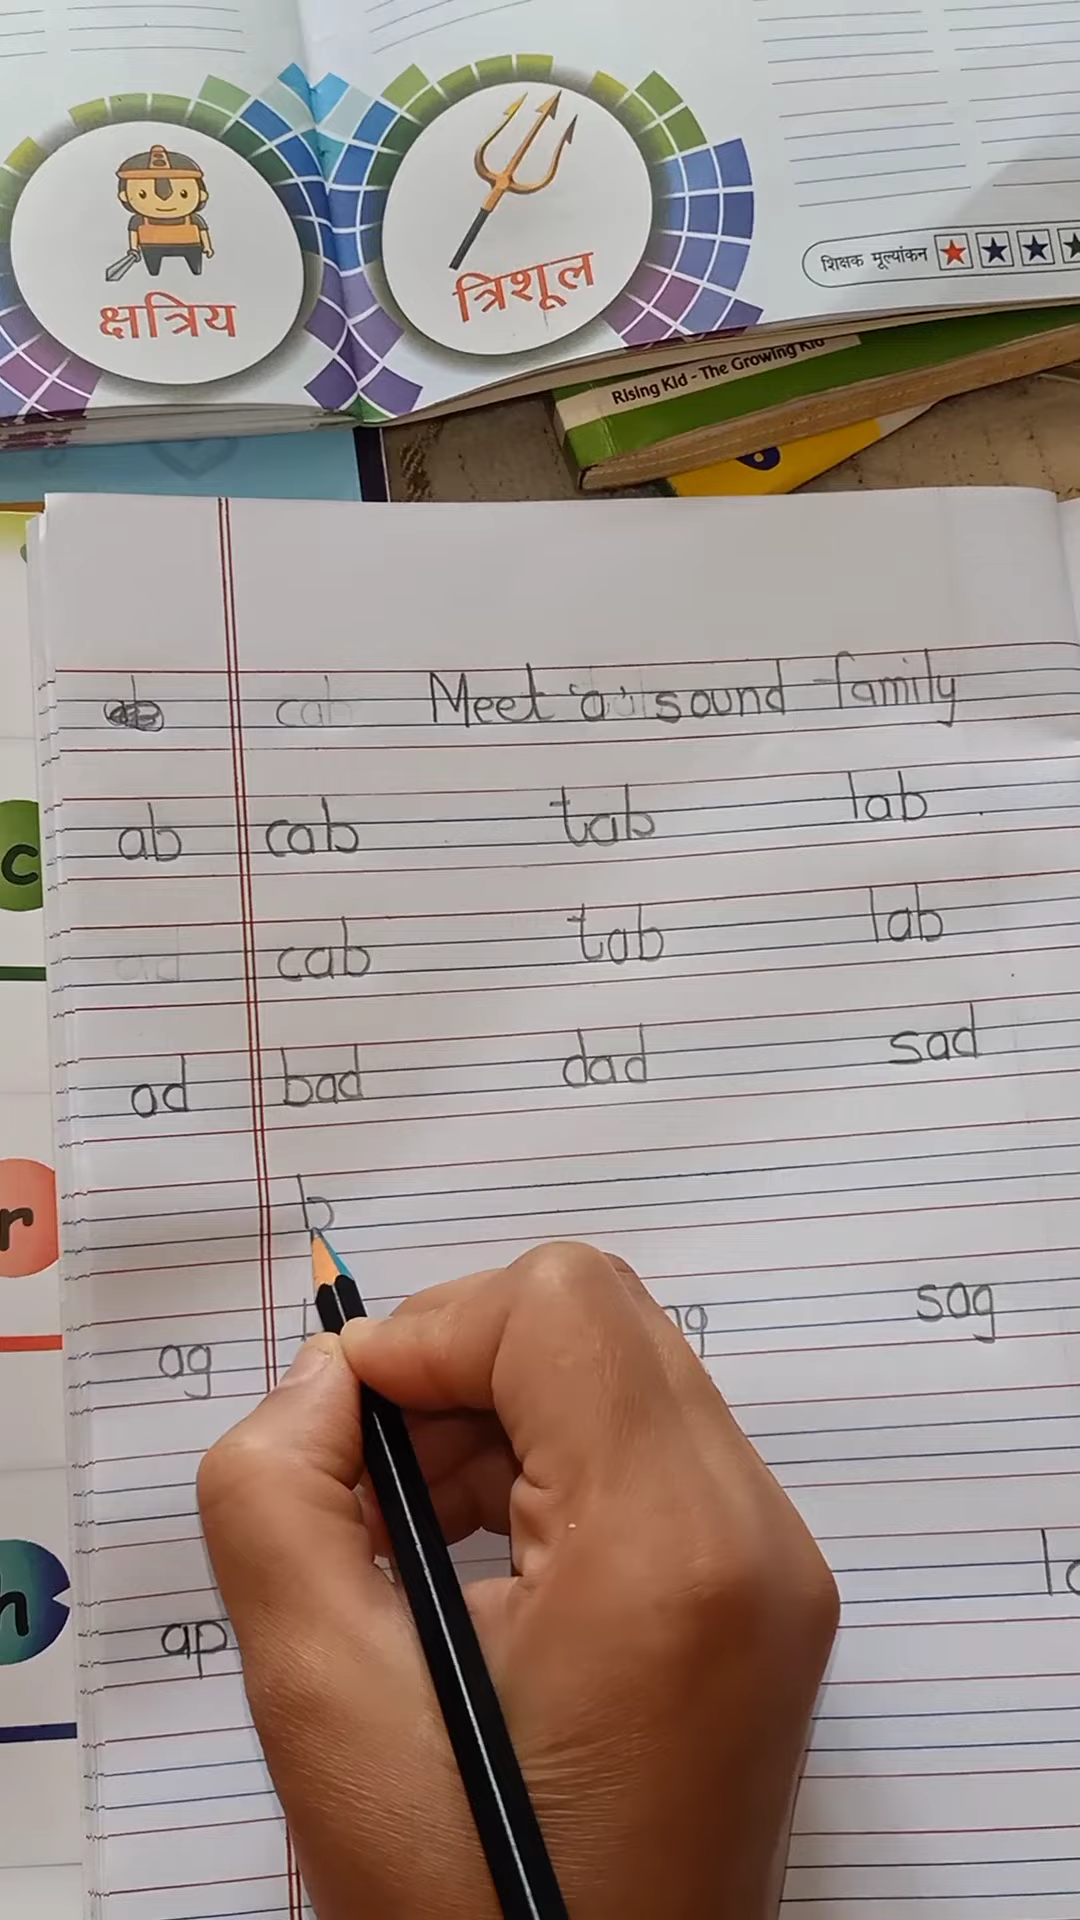 क्षत्रिय
त्रिशूल
शिक्षक मूल्यांकन
Rising Kid - The Growing Kid
Meet 'a' sound family
ab cab tab lab
cab tab lab
ad bad dad sad
b
ag sag
ap
c
r
h